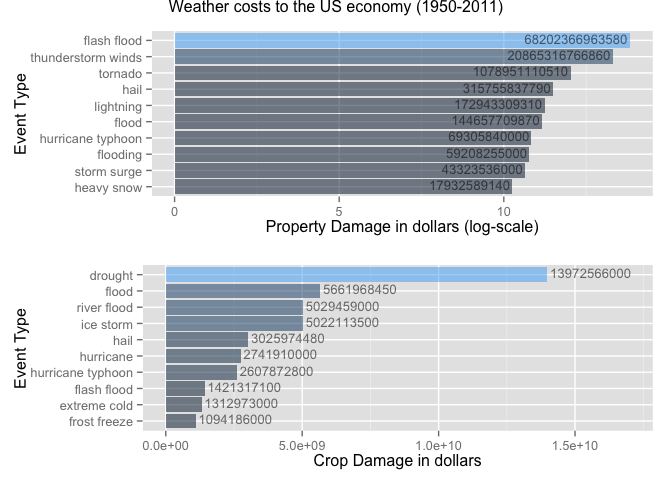 Weather costs to the US economy (1950-2011)
Event Type
flash flood 68202366963580
thunderstorm winds 20865316766860
tornado 1078951110510
hail 315755837790
lightning 172943309310
flood 144657709870
hurricane typhoon 69305840000
flooding 59208255000
storm surge 43323536000
heavy snow 17932589140
0 5 10
Property Damage in dollars (log-scale)
Event Type
drought 13972566000
flood 5661968450
river flood 5029459000
ice storm 5022113500
hail 3025974480
hurricane 2741910000
hurricane typhoon 2607872800
flash flood 1421317100
extreme cold 1312973000
frost freeze 1094186000
0.0e+00 5.0e+09 1.0e+10 1.5e+10
Crop Damage in dollars